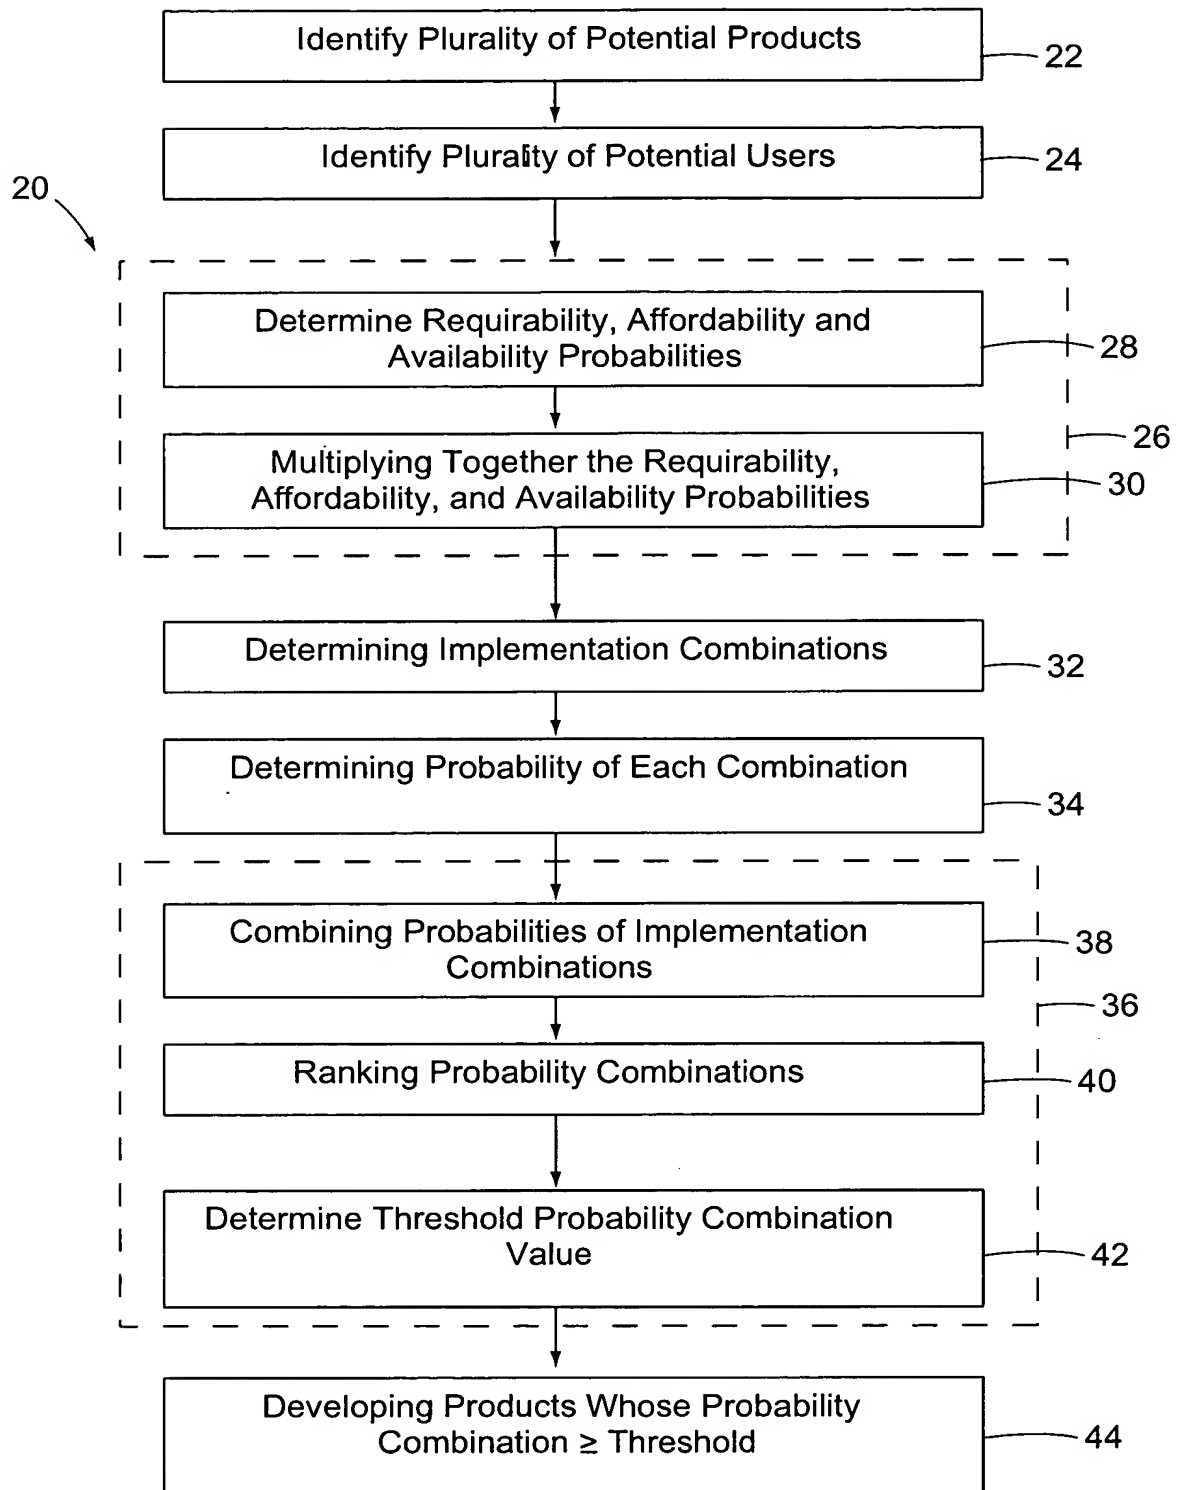 Identify Plurality of Potential Products
22
Identify Plurality of Potential Users
24
20
Determine Requirability, Affordability and
Availability Probabilities
28
26
Multiplying Together the Requirability,
Affordability, and Availability Probabilities
30
Determining Implementation Combinations
32
Determining Probability of Each Combination
34
Combining Probabilities of Implementation
Combinations
38
36
Ranking Probability Combinations
40
Determine Threshold Probability Combination
Value
42
Developing Products Whose Probability
Combination ≥ Threshold
44